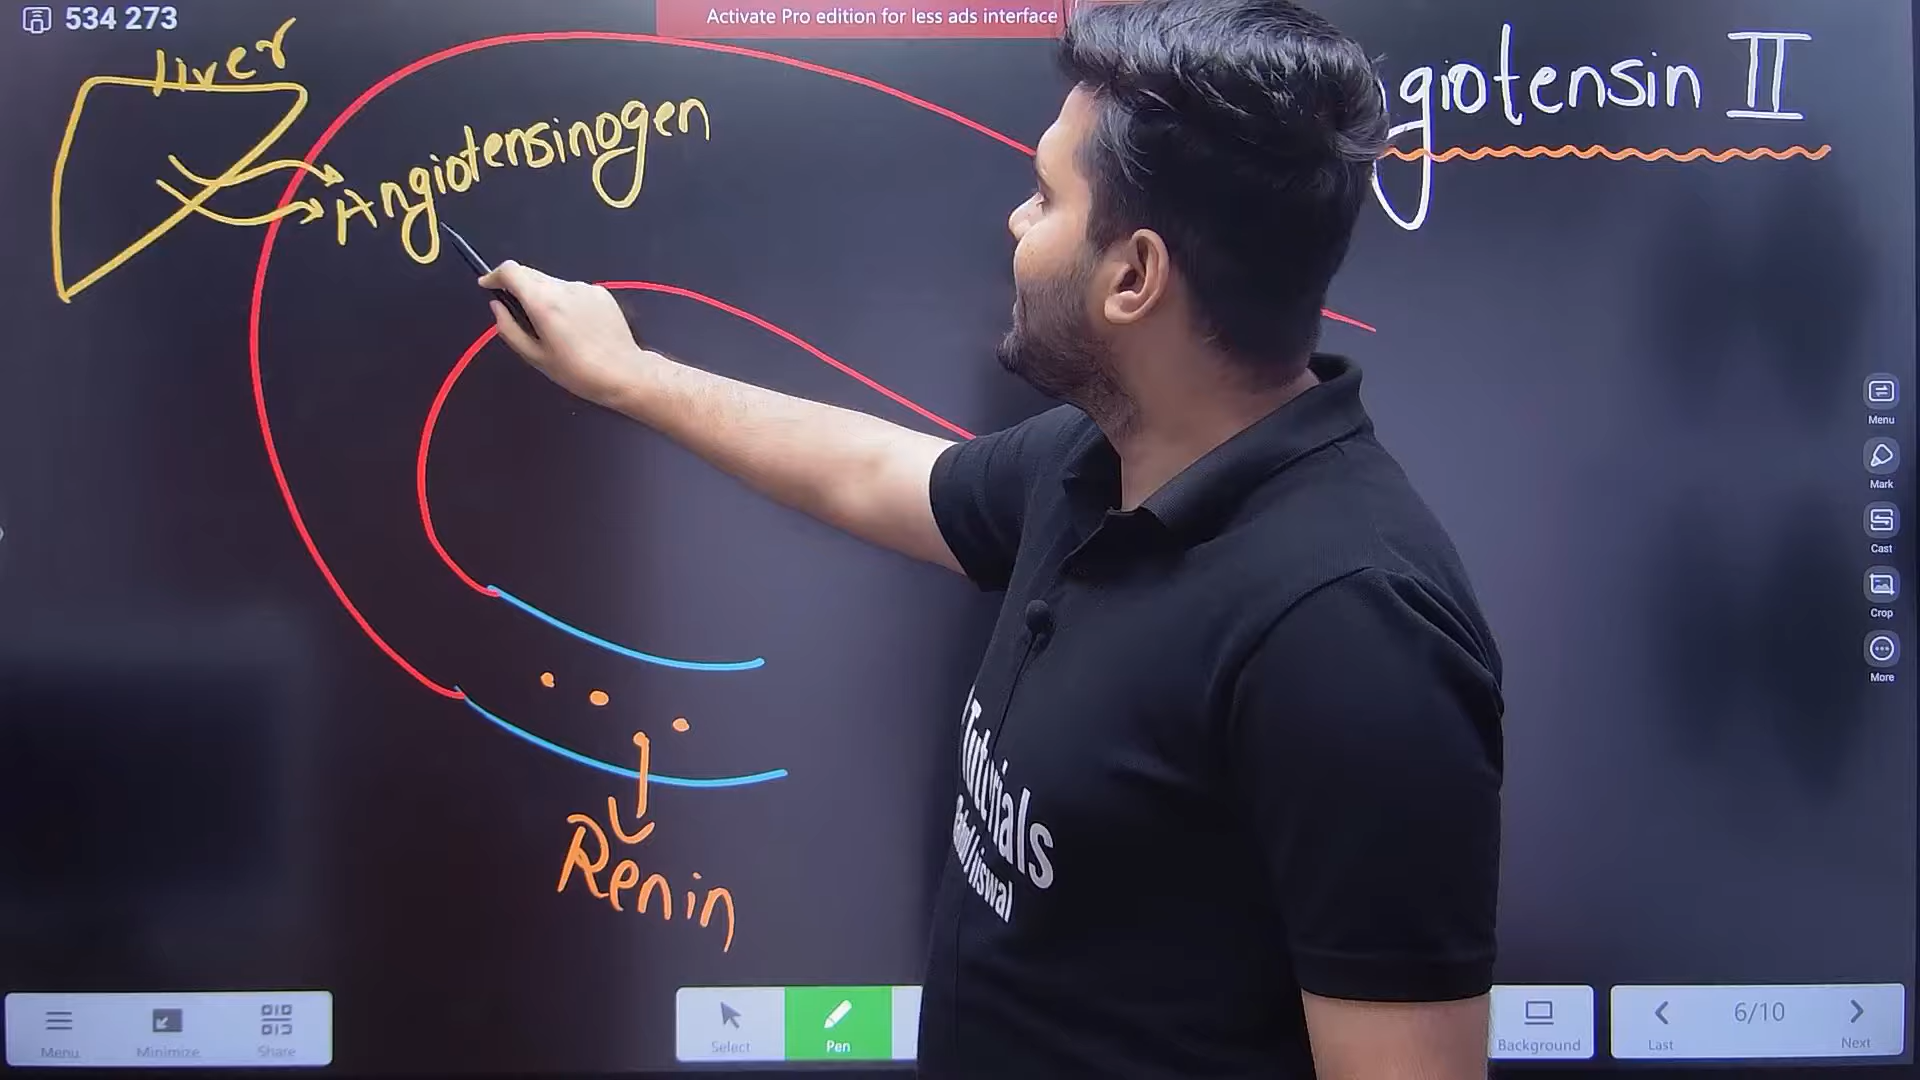 534 273
Activate Pro edition for less ads interface
liver
Angiotensinogen
giotensin II
Renin
Tutorials
Menu
Mark
Cast
Crop
More
Menu
Minimize
Share
Select
Pen
Background
Last
6/10
Next